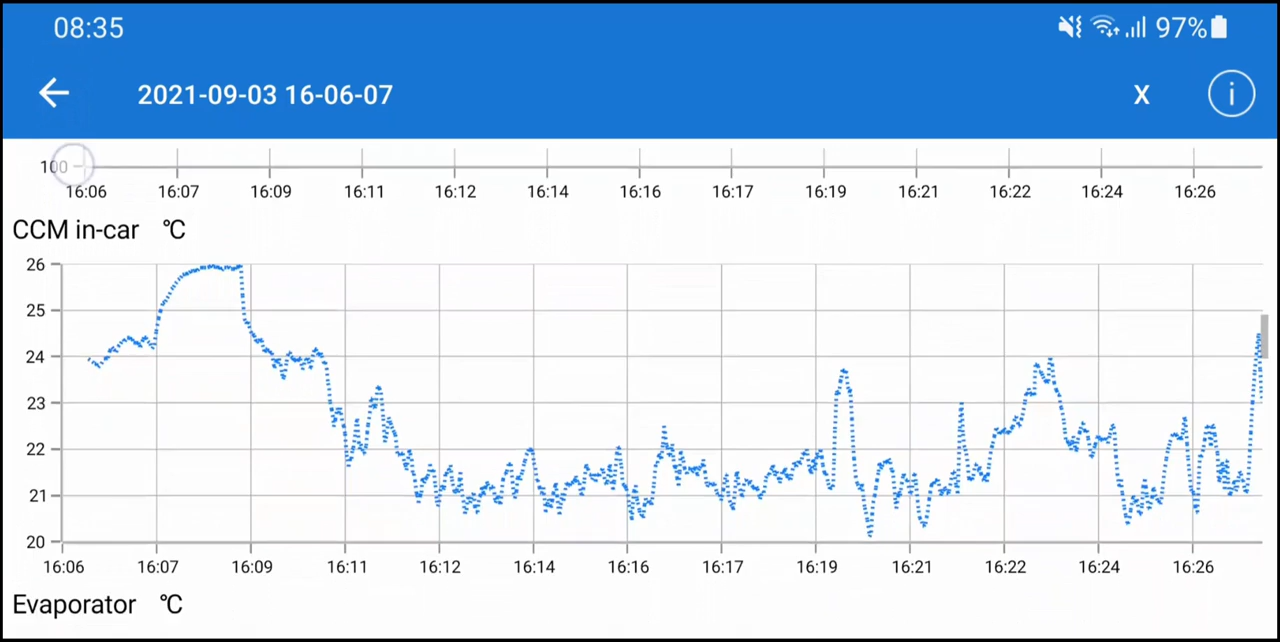 08:35 97%
2021-09-03 16-06-07 X i
100
16:06 16:07 16:09 16:11 16:12 16:14 16:16 16:17 16:19 16:21 16:22 16:24 16:26
CCM in-car ℃
26
25
24
23
22
21
20
16:06 16:07 16:09 16:11 16:12 16:14 16:16 16:17 16:19 16:21 16:22 16:24 16:26
Evaporator ℃